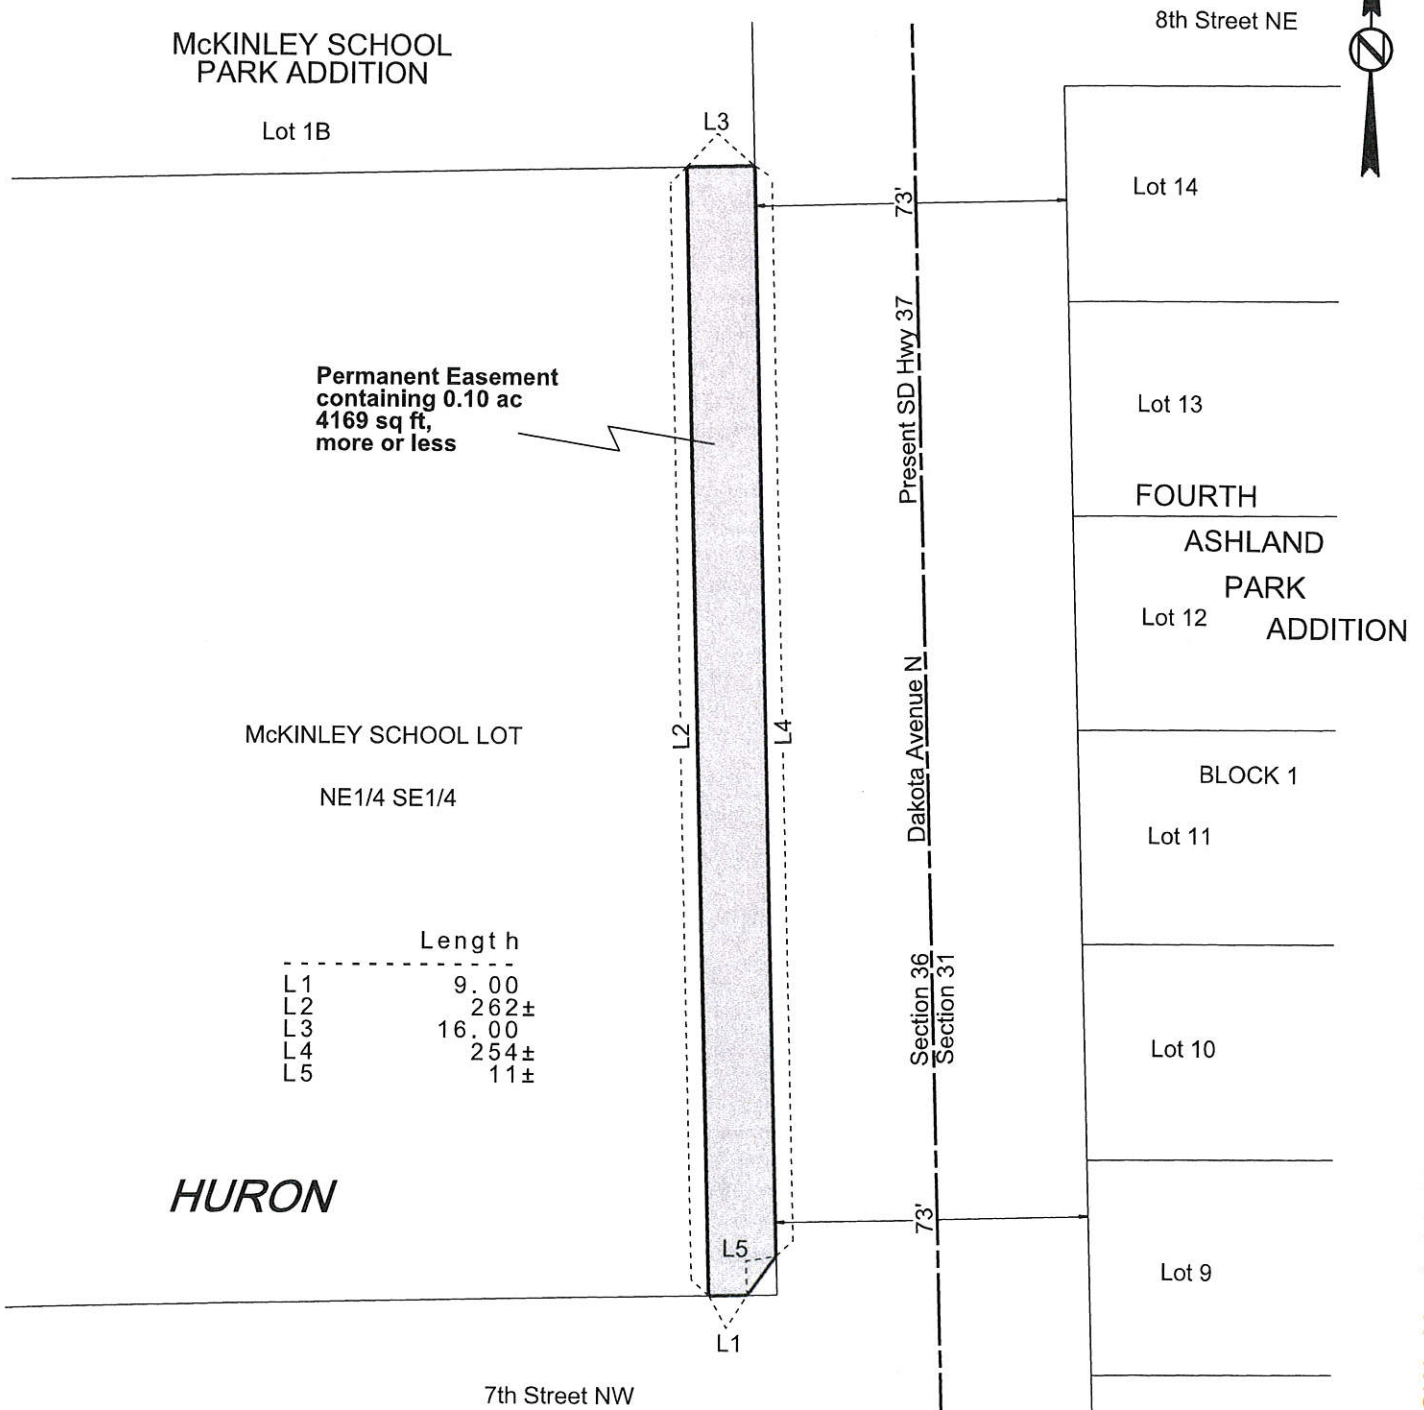 8th Street NE
N
McKINLEY SCHOOL
PARK ADDITION
Lot 1B
L3
73'
Lot 14
Present SD Hwy 37
Permanent Easement
containing 0.10 ac
4169 sq ft,
more or less
Lot 13
FOURTH
ASHLAND
PARK
Lot 12 ADDITION
Dakota Avenue N
L2
L4
McKINLEY SCHOOL LOT
NE1/4 SE1/4
BLOCK 1
Lot 11
Length
L1 9.00
L2 262±
L3 16.00
L4 254±
L5 11±
Section 36
Section 31
Lot 10
HURON
73'
L5
Lot 9
L1
7th Street NW